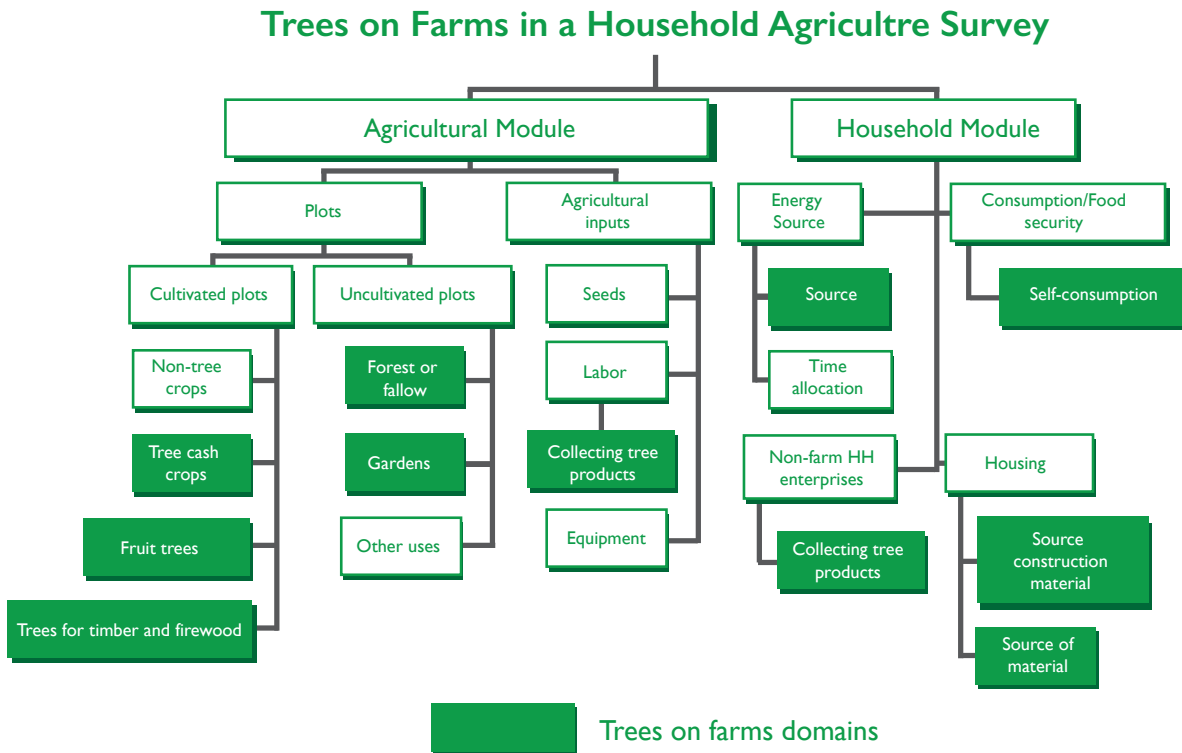 Trees on Farms in a Household Agricultre Survey
Agricultural Module
Household Module
Plots
Agricultural
inputs
Energy
Source
Consumption/Food
security
Cultivated plots
Uncultivated plots
Seeds
Source
Self-consumption
Non-tree
crops
Forest or
fallow
Labor
Time
allocation
Tree cash
crops
Gardens
Collecting tree
products
Non-farm HH
enterprises
Housing
Fruit trees
Other uses
Equipment
Collecting tree
products
Source
construction
material
Trees for timber and firewood
Source of
material
Trees on farms domains